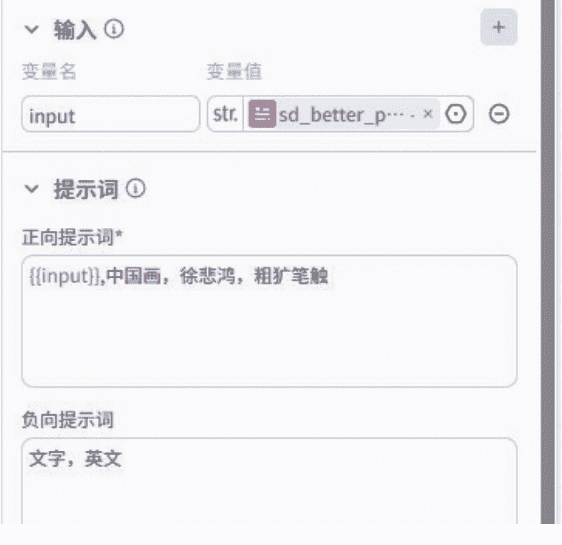 输入
变量名 变量值
input str. sd_better_p··· - ×
提示词
正向提示词*
{{input}},中国画，徐悲鸿，粗犷笔触
负向提示词
文字，英文